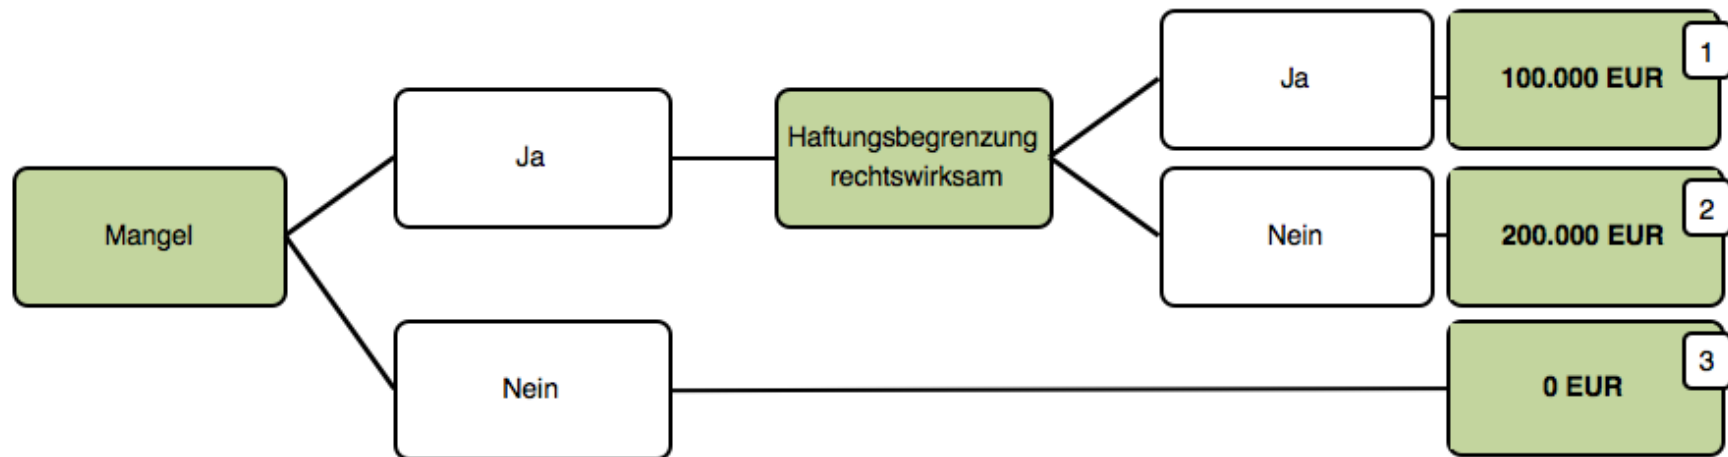 Mangel
Ja
Haftungsbegrenzung
rechtswirksam
Ja
100.000 EUR
1
Nein
200.000 EUR
2
Nein
0 EUR
3